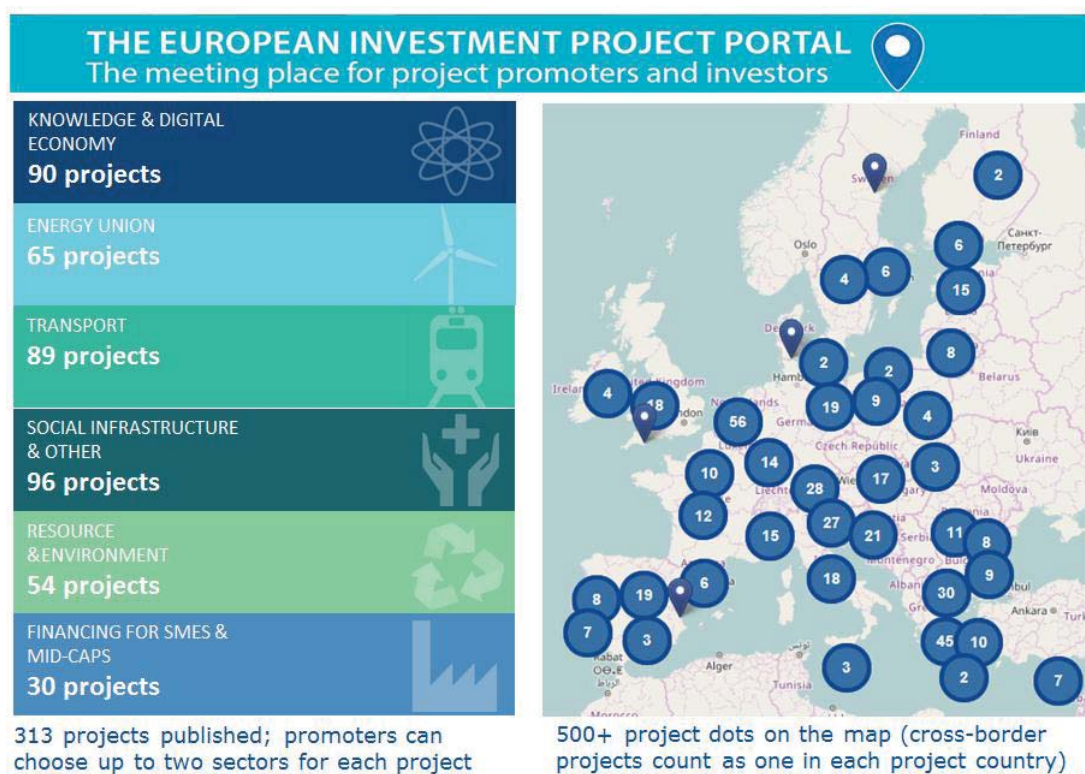 THE EUROPEAN INVESTMENT PROJECT PORTAL
The meeting place for project promoters and investors
KNOWLEDGE & DIGITAL
ECONOMY
90 projects
ENERGY UNION
65 projects
TRANSPORT
89 projects
SOCIAL INFRASTRUCTURE
& OTHER
96 projects
RESOURCE
&ENVIRONMENT
54 projects
FINANCING FOR SMES &
MID-CAPS
30 projects
313 projects published; promoters can
choose up to two sectors for each project
Finland
2
Oslo
Санкт-
Петербург
6
4
6
15
2
2
8
Belarus
4
18
56
19
9
4
Czech Republic
Київ
Ukraine
10
14
28
17
3
Moldova
12
15
27
21
11
8
Montenegro
6
18
9
8
19
30
Ankara
7
3
45
10
Rabat
Alger
تونس
Tunisia
3
2
7
500+ project dots on the map (cross-border
projects count as one in each project country)